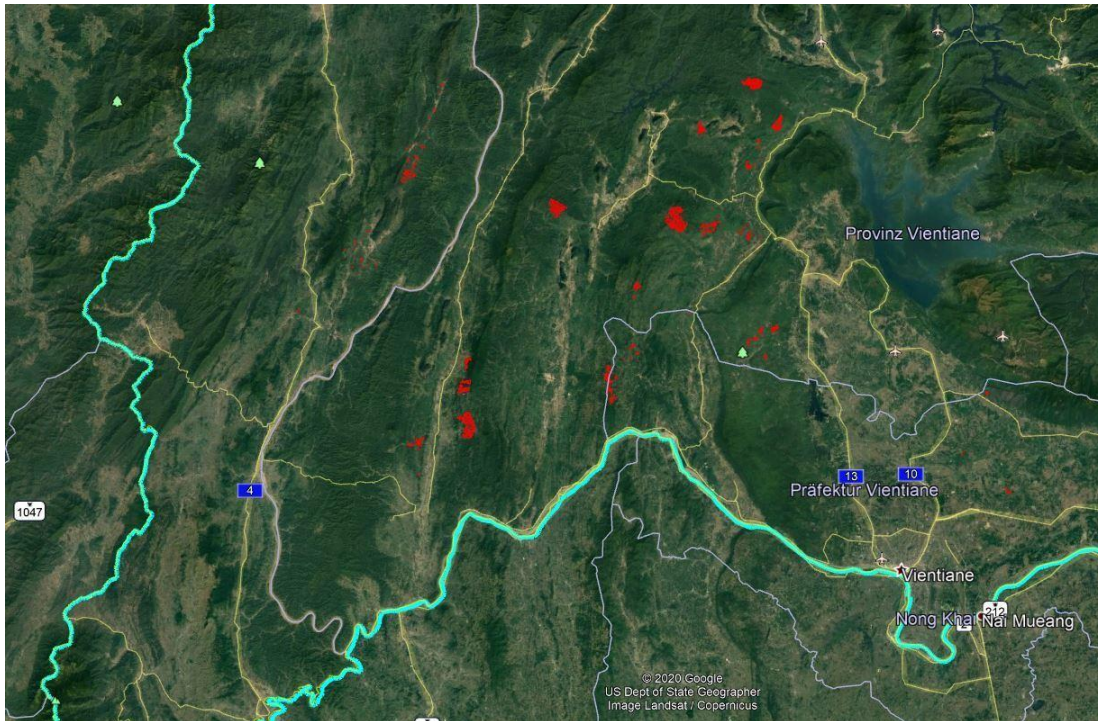 Provinz Vientiane
13
10
4
Präfektur Vientiane
1047
Vientiane
212
2
Nong Khai
Nai Mueang
© 2020 Google
US Dept of State Geographer
Image Landsat / Copernicus